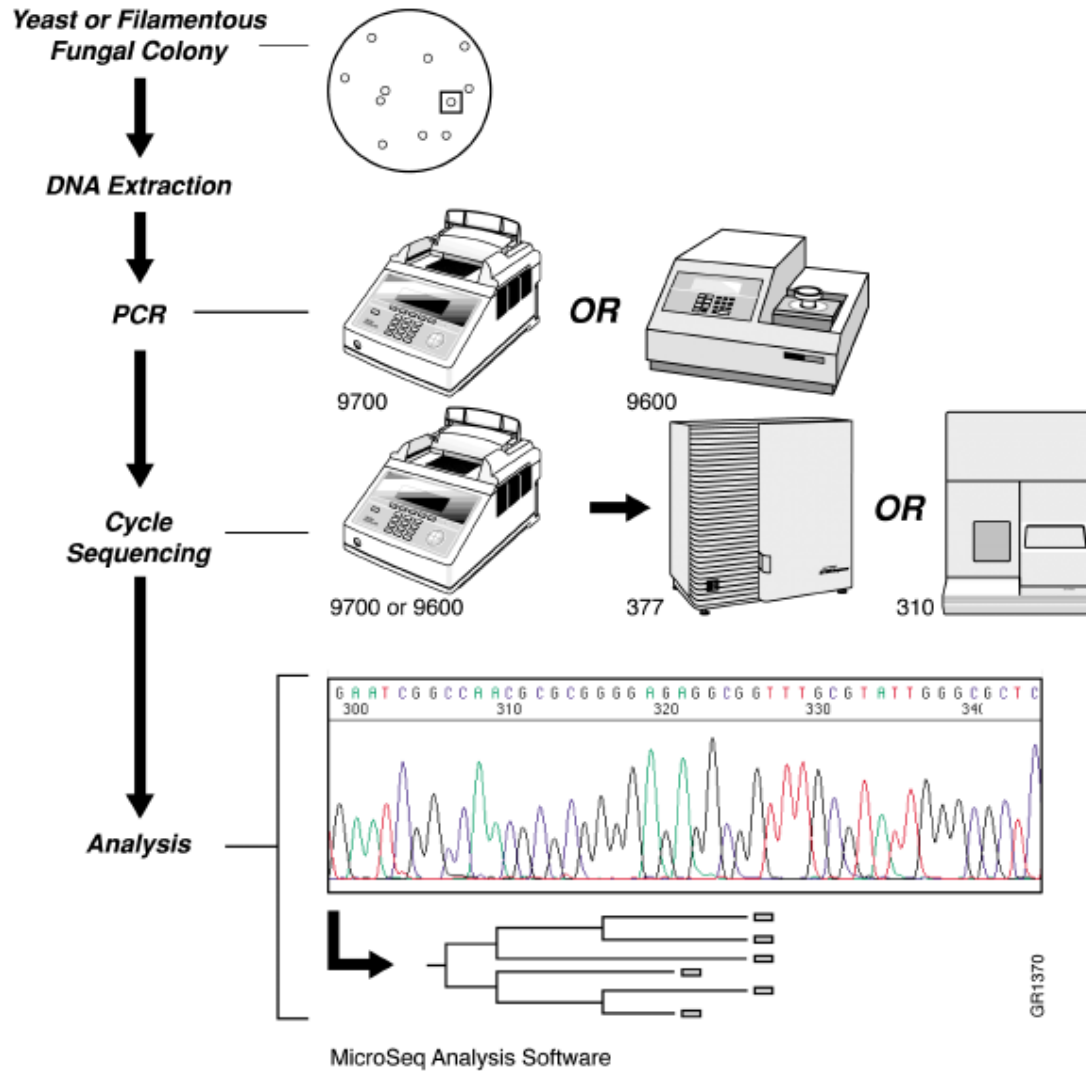 Yeast or Filamentous
Fungal Colony
DNA Extraction
PCR
OR
9700
9600
Cycle
Sequencing
OR
9700 or 9600
377
310
G A A T C G G C C A A C G C G C G G G G A G A G G C G G T T T G C G T A T T G G G C G C T C
300 310 320 330 34(
Analysis
GR1370
MicroSeq Analysis Software